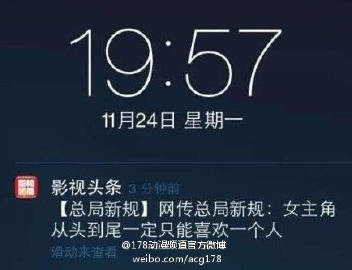 19:57
11月24日 星期一
影视头条 3 分钟前
【总局新规】网传总局新规：女主角
从头到尾一定只能喜欢一个人
滑动来查看
@178动漫频道官方微博
weibo.com/acg178